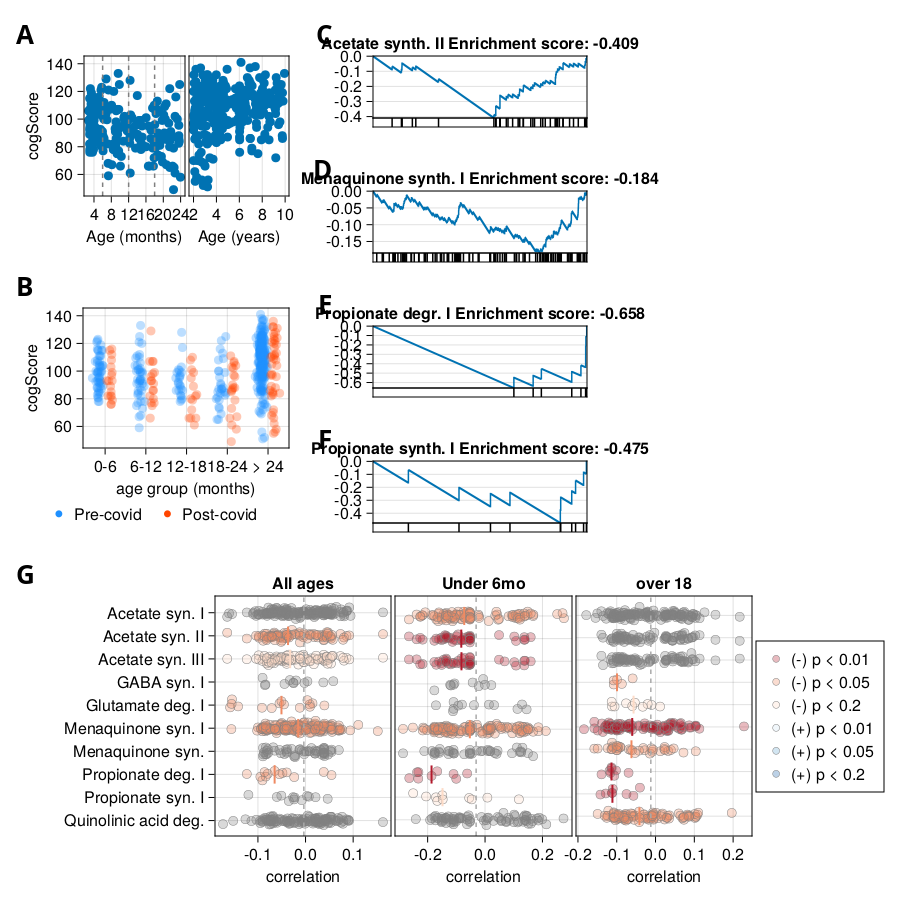 A
cogScore
140
120
100
80
60
4 8 12 16 20 24
2 4 6 8 10
Age (months)
Age (years)
B
cogScore
140
120
100
80
60
0-6 6-12 12-18 18-24 > 24
age group (months)
Pre-covid Post-covid
C
Acetate synth. II Enrichment score: -0.409
0.0
-0.1
-0.2
-0.3
-0.4
D
Menaquinone synth. I Enrichment score: -0.184
0.00
-0.05
-0.10
-0.15
E
Propionate degr. I Enrichment score: -0.658
0.0
-0.1
-0.2
-0.3
-0.4
-0.5
-0.6
F
Propionate synth. I Enrichment score: -0.475
0.0
-0.1
-0.2
-0.3
-0.4
G
All ages
Under 6mo
over 18
Acetate syn. I
Acetate syn. II
Acetate syn. III
GABA syn. I
Glutamate deg. I
Menaquinone syn. I
Menaquinone syn.
Propionate deg. I
Propionate syn. I
Quinolinic acid deg.
-0.1 0.0 0.1
-0.2 0.0 0.2
-0.2 -0.1 0.0 0.1 0.2
correlation
correlation
correlation
(-) p < 0.01
(-) p < 0.05
(-) p < 0.2
(+) p < 0.01
(+) p < 0.05
(+) p < 0.2